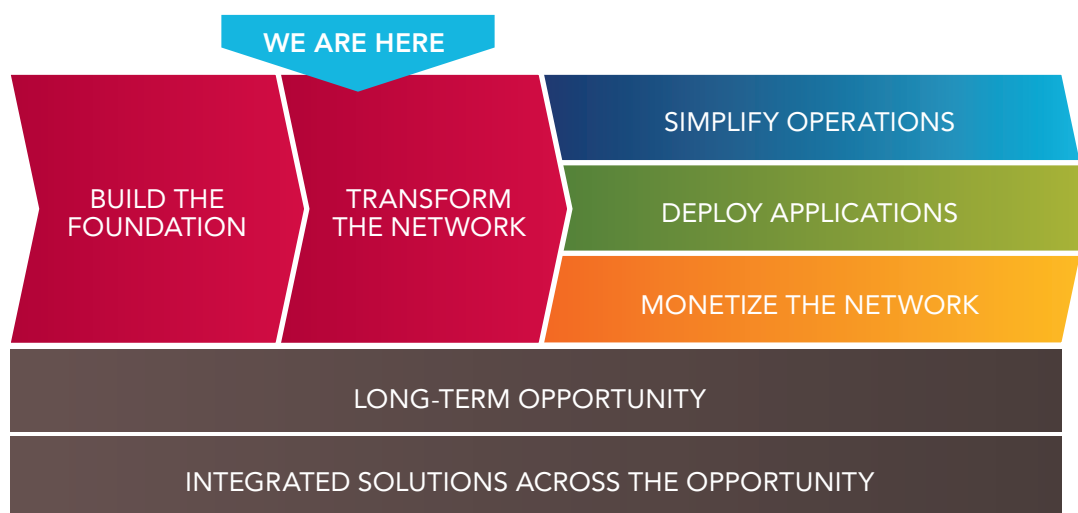 WE ARE HERE
BUILD THE
FOUNDATION
TRANSFORM
THE NETWORK
SIMPLIFY OPERATIONS
DEPLOY APPLICATIONS
MONETIZE THE NETWORK
LONG-TERM OPPORTUNITY
INTEGRATED SOLUTIONS ACROSS THE OPPORTUNITY